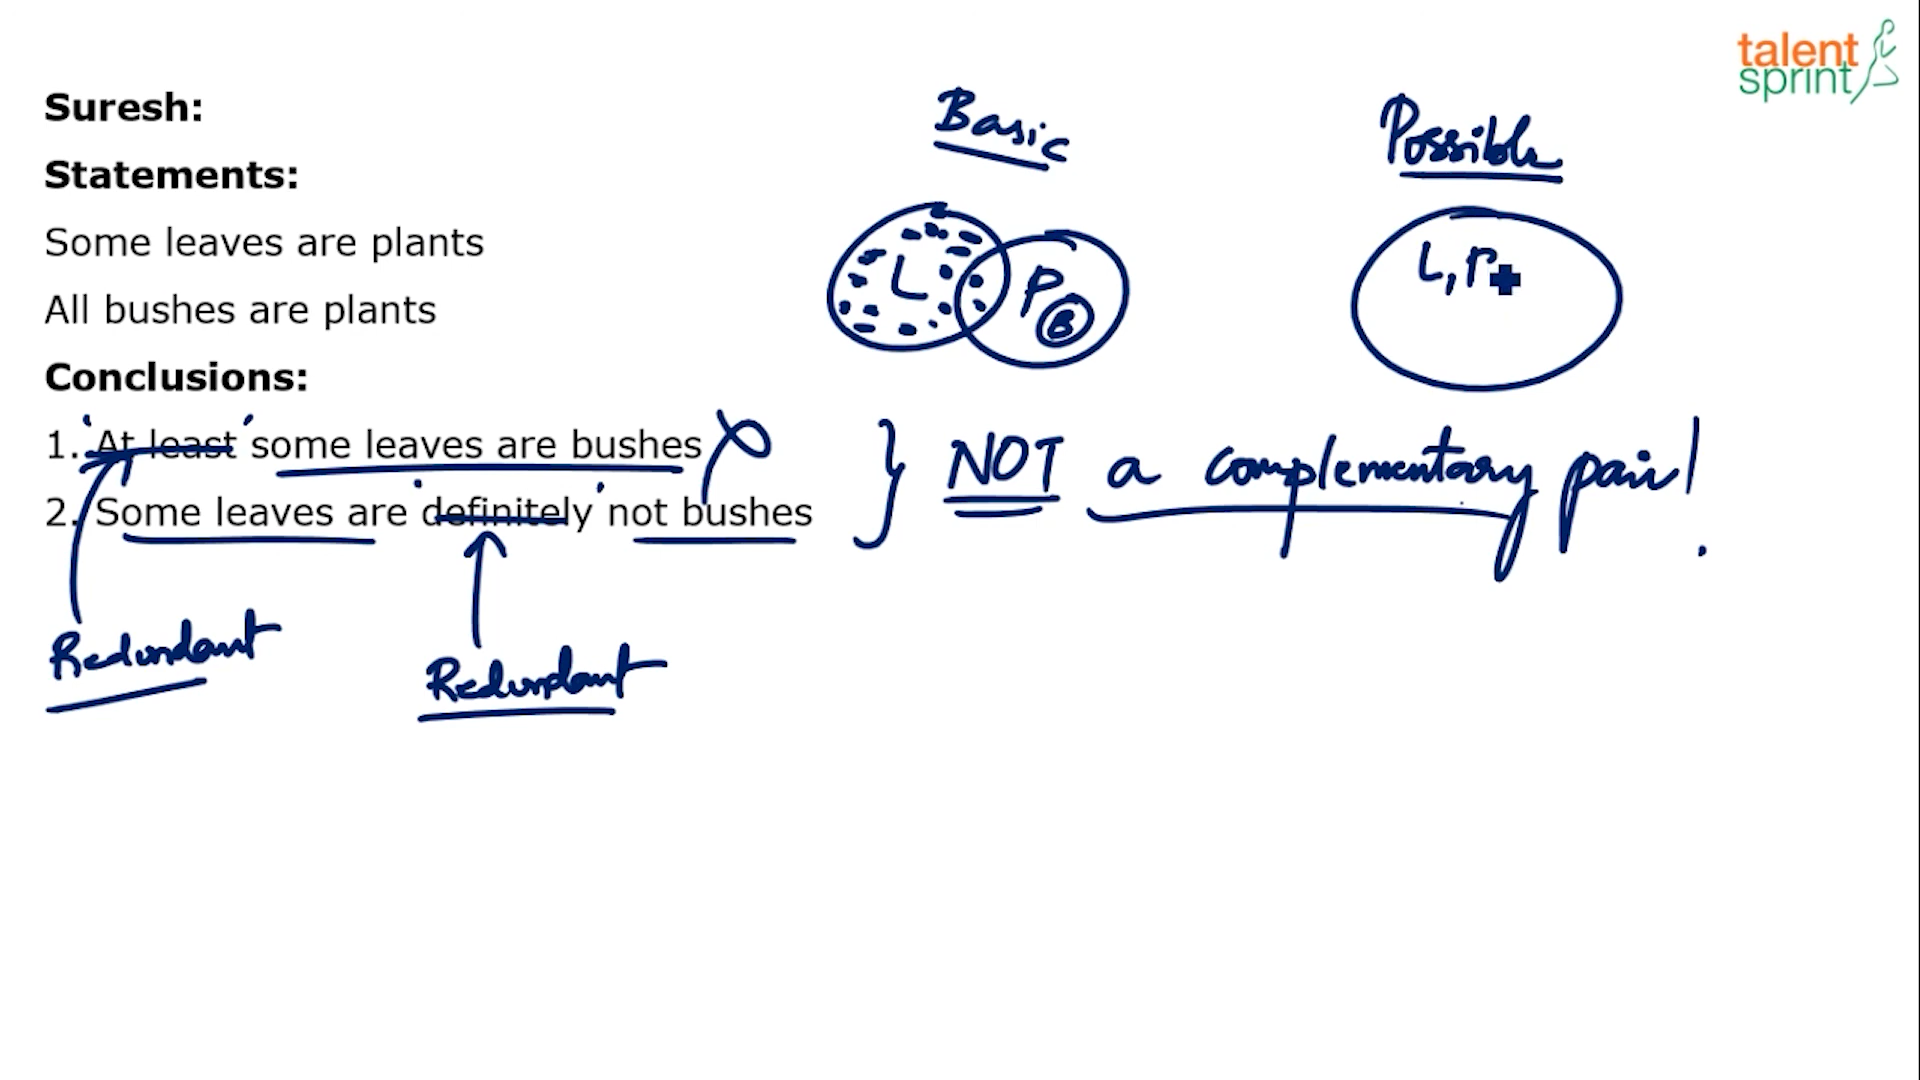 talent
sprint
Suresh:
Basic
Possible
Statements:
Some leaves are plants
L
P
B
L, P
All bushes are plants
Conclusions:
1. 'At least' some leaves are bushes
NOT a complementary pair!
2. Some leaves are 'definitely' not bushes
Redundant
Redundant